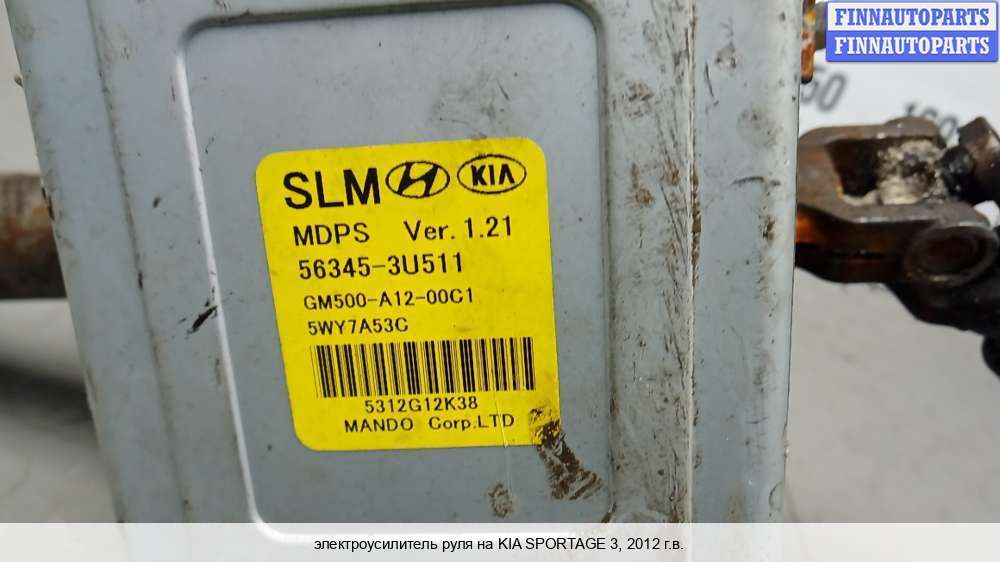 FINNAUTOPARTS
FINNAUTOPARTS
SLM KIA
MDPS Ver. 1.21
56345-3U511
GM500-A12-00C1
5WY7A53C
5312G12K38
MANDO Corp.LTD
электроусилитель руля на KIA SPORTAGE 3, 2012 г.в.